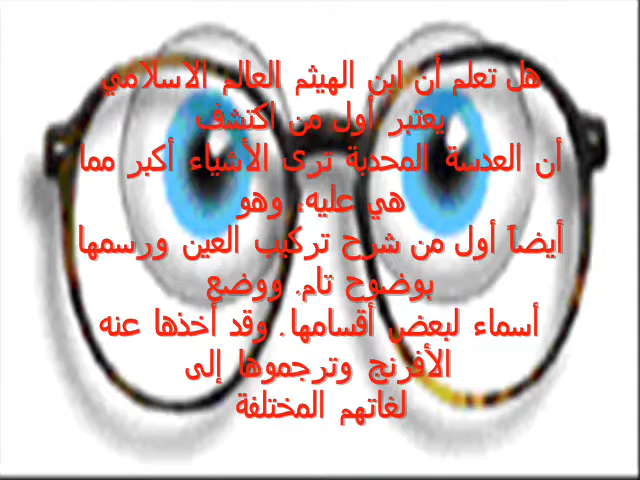 هل تعلم أن ابن الهيثم العالم الاسلامي
يعتبر أول من اكتشف
أن العدسة المحدبة ترى الأشياء أكبر مما
هي عليه، وهو
أيضاً أول من شرح تركيب العين ورسمها
بوضوح تام. ووضع
أسماء لبعض أقسامها. وقد أخذها عنه
الأفرنج وترجموها إلى
لغاتهم المختلفة